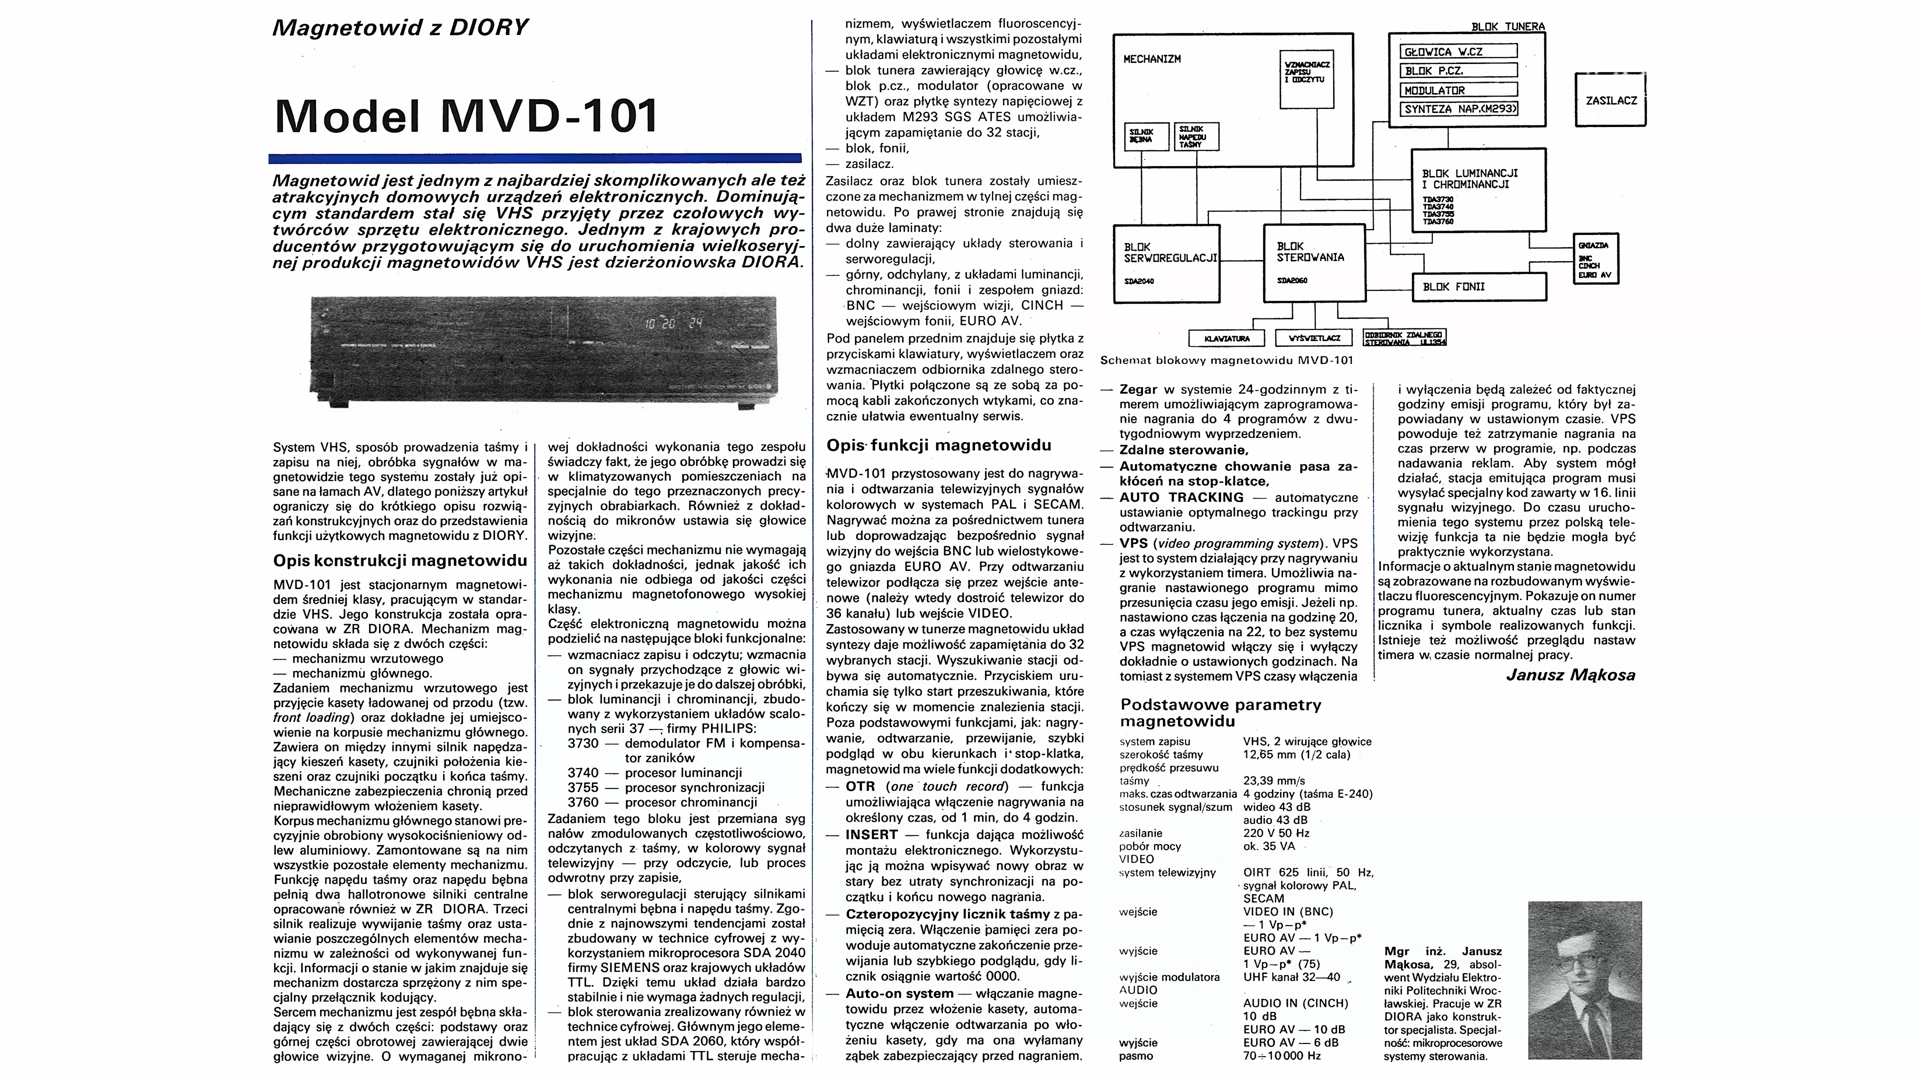 Magnetowid z DIORY
Model MVD-101
Magnetowid jest jednym z najbardziej skomplikowanych ale też
atrakcyjnych domowych urządzeń elektronicznych. Dominują-
cym standardem stał się VHS przyjęty przez czołowych wy-
twórców sprzętu elektronicznego. Jednym z krajowych pro-
ducentów przygotowującym się do uruchomienia wielkoseryj-
nej produkcji magnetowidów VHS jest dzierżoniowska DIORA.
10 20 24
System VHS, sposób prowadzenia taśmy i
zapisu na niej, obróbka sygnałów w ma-
gnetowidzie tego systemu zostały już opi-
sane na łamach AV, dlatego poniższy artykuł
ograniczy się do krótkiego opisu rozwią-
zań konstrukcyjnych oraz do przedstawienia
funkcji użytkowych magnetowidu z DIORY.
Opis konstrukcji magnetowidu
MVD-101 jest stacjonarnym magnetowi-
dem średniej klasy, pracującym w standar-
dzie VHS. Jego konstrukcja została opra-
cowana w ZR DIORA. Mechanizm mag-
netowidu składa się z dwóch części:
— mechanizmu wrzutowego
— mechanizmu głównego.
Zadaniem mechanizmu wrzutowego jest
przyjęcie kasety ładowanej od przodu (tzw.
front loading) oraz dokładne jej umiejsco-
wienie na korpusie mechanizmu głównego.
Zawiera on między innymi silnik napędza-
jący kieszeń kasety, czujniki położenia kie-
szeni oraz czujniki początku i końca taśmy.
Mechaniczne zabezpieczenia chronią przed
nieprawidłowym włożeniem kasety.
Korpus mechanizmu głównego stanowi pre-
cyzyjnie obrobiony wysokociśnieniowy od-
lew aluminiowy. Zamontowane są na nim
wszystkie pozostałe elementy mechanizmu.
Funkcję napędu taśmy oraz napędu bębna
pełnią dwa hallotronowe silniki centralne
opracowane również w ZR DIORA. Trzeci
silnik realizuje wywijanie taśmy oraz usta-
wianie poszczególnych elementów mecha-
nizmu w zależności od wykonywanej fun-
kcji. Informacji o stanie w jakim znajduje się
mechanizm dostarcza sprzężony z nim spe-
cjalny przełącznik kodujący.
Sercem mechanizmu jest zespół bębna skła-
dający się z dwóch części: podstawy oraz
górnej części obrotowej zawierającej dwie
głowice wizyjne. O wymaganej mikrono-
wej dokładności wykonania tego zespołu
świadczy fakt, że jego obróbkę prowadzi się
w klimatyzowanych pomieszczeniach na
specjalnie do tego przeznaczonych precy-
zyjnych obrabiarkach. Również z dokład-
nością do mikronów ustawia się głowice
wizyjne.
Pozostałe części mechanizmu nie wymagają
aż takich dokładności, jednak jakość ich
wykonania nie odbiega od jakości części
mechanizmu magnetofonowego wysokiej
klasy.
Część elektroniczną magnetowidu można
podzielić na następujące bloki funkcjonalne:
— wzmacniacz zapisu i odczytu; wzmacnia
on sygnały przychodzące z głowic wi-
zyjnych i przekazuje je do dalszej obróbki,
— blok luminancji i chrominancji, zbudo-
wany z wykorzystaniem układów scalo-
nych serii 37 — firmy PHILIPS:
3730 — demodulator FM i kompensa-
tor zaników
3740 — procesor luminancji
3755 — procesor synchronizacji
3760 — procesor chrominancji
Zadaniem tego bloku jest przemiana syg
nałów zmodulowanych częstotliwościowo,
odczytanych z taśmy, w kolorowy sygnał
telewizyjny — przy odczycie, lub proces
odwrotny przy zapisie,
— blok serworegulacji sterujący silnikami
centralnymi bębna i napędu taśmy. Zgo-
dnie z najnowszymi tendencjami został
zbudowany w technice cyfrowej z wy-
korzystaniem mikroprocesora SDA 2040
firmy SIEMENS oraz krajowych układów
TTL. Dzięki temu układ działa bardzo
stabilnie i nie wymaga żadnych regulacji,
— blok sterowania zrealizowany również w
technice cyfrowej. Głównym jego eleme-
ntem jest układ SDA 2060, który współ-
pracując z układami TTL steruje mecha-
nizmem, wyświetlaczem fluoroscencyj-
nym, klawiaturą i wszystkimi pozostałymi
układami elektronicznymi magnetowidu,
— blok tunera zawierający głowicę w.cz.,
blok p.cz., modulator (opracowane w
WZT) oraz płytkę syntezy napięciowej z
układem M293 SGS ATES umożliwia-
jącym zapamiętanie do 32 stacji,
— blok, fonii,
— zasilacz.
Zasilacz oraz blok tunera zostały umiesz-
czone za mechanizmem w tylnej części mag-
netowidu. Po prawej stronie znajdują się
dwa duże laminaty:
— dolny zawierający układy sterowania i
serworegulacji,
— górny, odchylany, z układami luminancji,
chrominancji, fonii i zespołem gniazd:
BNC — wejściowym wizji, CINCH —
wejściowym fonii, EURO AV.
Pod panelem przednim znajduje się płytka z
przyciskami klawiatury, wyświetlaczem oraz
wzmacniaczem odbiornika zdalnego stero-
wania. Płytki połączone są ze sobą za po-
mocą kabli zakończonych wtykami, co zna-
cznie ułatwia ewentualny serwis.
Opis funkcji magnetowidu
MVD-101 przystosowany jest do nagrywa-
nia i odtwarzania telewizyjnych sygnałów
kolorowych w systemach PAL i SECAM.
Nagrywać można za pośrednictwem tunera
lub doprowadzając bezpośrednio sygnał
wizyjny do wejścia BNC lub wielostykowe-
go gniazda EURO AV. Przy odtwarzaniu
telewizor podłącza się przez wejście ante-
nowe (należy wtedy dostroić telewizor do
36 kanału) lub wejście VIDEO.
Zastosowany w tunerze magnetowidu układ
syntezy daje możliwość zapamiętania do 32
wybranych stacji. Wyszukiwanie stacji od-
bywa się automatycznie. Przyciskiem uru-
chamia się tylko start przeszukiwania, które
kończy się w momencie znalezienia stacji.
Poza podstawowymi funkcjami, jak: nagry-
wanie, odtwarzanie, przewijanie, szybki
podgląd w obu kierunkach i stop-klatka,
magnetowid ma wiele funkcji dodatkowych:
— OTR (one touch record) — funkcja
umożliwiająca włączenie nagrywania na
określony czas, od 1 min, do 4 godzin.
— INSERT — funkcja dająca możliwość
montażu elektronicznego. Wykorzystu-
jąc ją można wpisywać nowy obraz w
stary bez utraty synchronizacji na po-
czątku i końcu nowego nagrania.
— Czteropozycyjny licznik taśmy z pa-
mięcią zera. Włączenie pamięci zera po-
woduje automatyczne zakończenie prze-
wijania lub szybkiego podglądu, gdy li-
cznik osiągnie wartość 0000.
— Auto-on system — włączanie magne-
towidu przez włożenie kasety, automa-
tyczne włączenie odtwarzania po wło-
żeniu kasety, gdy ma ona wyłamany
ząbek zabezpieczający przed nagraniem.
MECHANIZM
WZMACNIACZ
ZAPISU
I ODCZYTU
SILNIK
BĘBNA
SILNIK
NAPĘDU
TAŚMY
BLOK TUNERA
GŁOWICA W.CZ
BLOK P.CZ.
MODULATOR
SYNTEZA NAP.(M293)
ZASILACZ
BLOK LUMINANCJI
I CHROMINANCJI
TDA3730
TDA3740
TDA3755
TDA3760
BLOK
SERWOREGULACJI
SDA2040
BLOK
STEROWANIA
SDA2060
BLOK FONII
GNIAZDA
BNC
CINCH
EURO AV
KLAWIATURA
WYŚWIETLACZ
ODBIORNIK ZDALNEGO
STEROWANIA UL1354
Schemat blokowy magnetowidu MVD-101
— Zegar w systemie 24-godzinnym z ti-
merem umożliwiającym zaprogramowa-
nie nagrania do 4 programów z dwu-
tygodniowym wyprzedzeniem.
— Zdalne sterowanie,
— Automatyczne chowanie pasa za-
kłóceń na stop-klatce,
— AUTO TRACKING — automatyczne
ustawianie optymalnego trackingu przy
odtwarzaniu.
— VPS (video programming system). VPS
jest to system działający przy nagrywaniu
z wykorzystaniem timera. Umożliwia na-
granie nastawionego programu mimo
przesunięcia czasu jego emisji. Jeżeli np.
nastawiono czas łączenia na godzinę 20,
a czas wyłączenia na 22, to bez systemu
VPS magnetowid włączy się i wyłączy
dokładnie o ustawionych godzinach. Na
tomiast z systemem VPS czasy włączenia
i wyłączenia będą zależeć od faktycznej
godziny emisji programu, który był za-
powiadany w ustawionym czasie. VPS
powoduje też zatrzymanie nagrania na
czas przerw w programie, np. podczas
nadawania reklam. Aby system mógł
działać, stacja emitująca program musi
wysyłać specjalny kod zawarty w 16. linii
sygnału wizyjnego. Do czasu urucho-
mienia tego systemu przez polską tele-
wizję funkcja ta nie będzie mogła być
praktycznie wykorzystana.
Informacje o aktualnym stanie magnetowidu
są zobrazowane na rozbudowanym wyświe-
tlaczu fluorescencyjnym. Pokazuje on numer
programu tunera, aktualny czas lub stan
licznika i symbole realizowanych funkcji.
Istnieje też możliwość przeglądu nastaw
timera w czasie normalnej pracy.
Janusz Mąkosa
Podstawowe parametry
magnetowidu
system zapisu VHS, 2 wirujące głowice
szerokość taśmy 12,65 mm (1/2 cala)
prędkość przesuwu
taśmy 23,39 mm/s
maks. czas odtwarzania 4 godziny (taśma E-240)
stosunek sygnał/szum wideo 43 dB
audio 43 dB
zasilanie 220 V 50 Hz
pobór mocy ok. 35 VA
VIDEO
system telewizyjny OIRT 625 linii, 50 Hz,
sygnał kolorowy PAL,
SECAM
wejście VIDEO IN (BNC)
— 1 Vp—p*
EURO AV — 1 Vp—p*
wyjście EURO AV —
1 Vp—p* (75)
wyjście modulatora UHF kanał 32—40
AUDIO
wejście AUDIO IN (CINCH)
10 dB
EURO AV — 10 dB
wyjście EURO AV — 6 dB
pasmo 70÷10 000 Hz
Mgr inż. Janusz
Mąkosa, 29, absol-
went Wydziału Elektro-
niki Politechniki Wroc-
ławskiej. Pracuje w ZR
DIORA jako konstruk-
tor specjalista. Specjal-
ność: mikroprocesorowe
systemy sterowania.